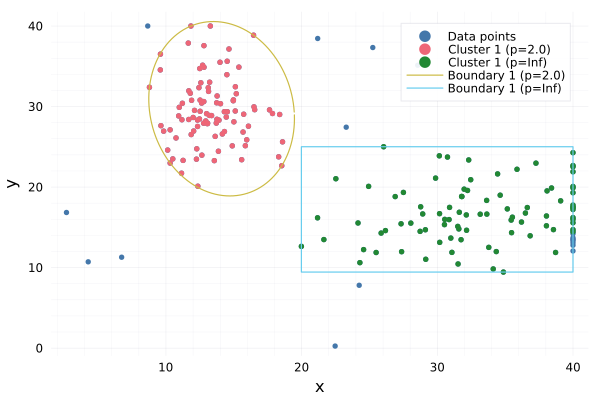 40
30
20
10
0
10
20
30
40
x
y
Data points
Cluster 1 (p=2.0)
Cluster 1 (p=Inf)
Boundary 1 (p=2.0)
Boundary 1 (p=Inf)